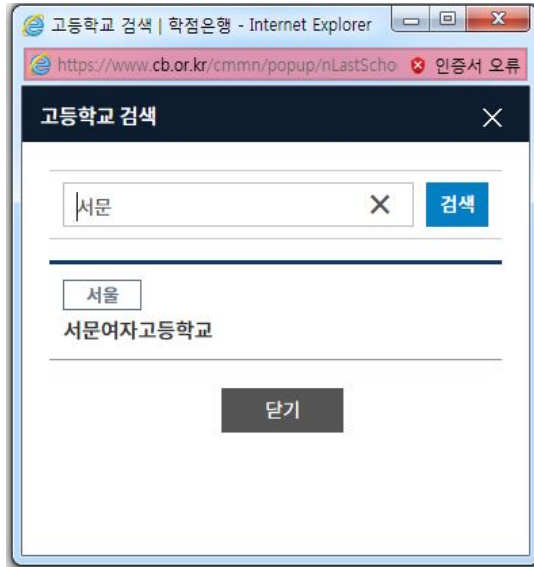 고등학교 검색 | 학점은행 - Internet Explorer
https://www.cb.or.kr/cmmn/popup/nLastScho 인증서 오류
고등학교 검색
서문 검색
서울
서문여자고등학교
닫기